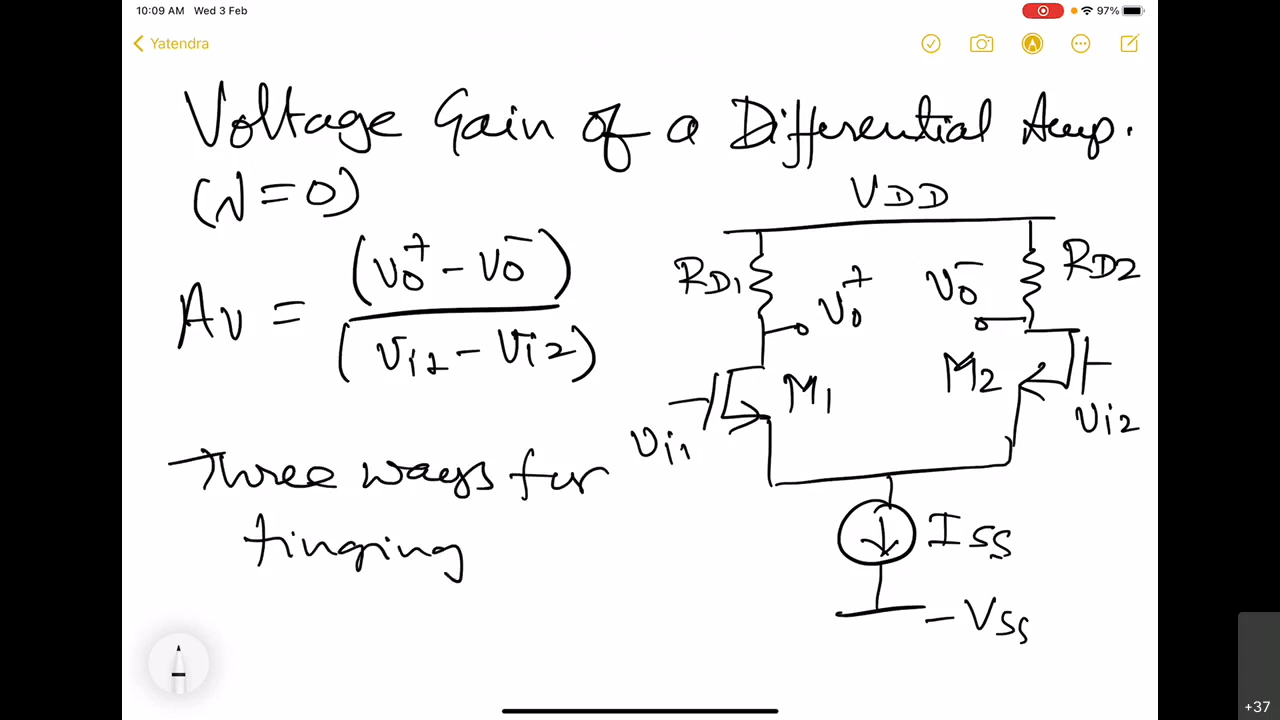 10:09 AM Wed 3 Feb
97%
Yatendra
Voltage Gain of a Differential Amp.
(λ=0)
VDD
Av = (vo+ - vo-) / (vi1 - vi2)
RD1
vo+
vo-
RD2
M1
M2
vi1
vi2
Three ways for
finging
ISS
-VSS
+37